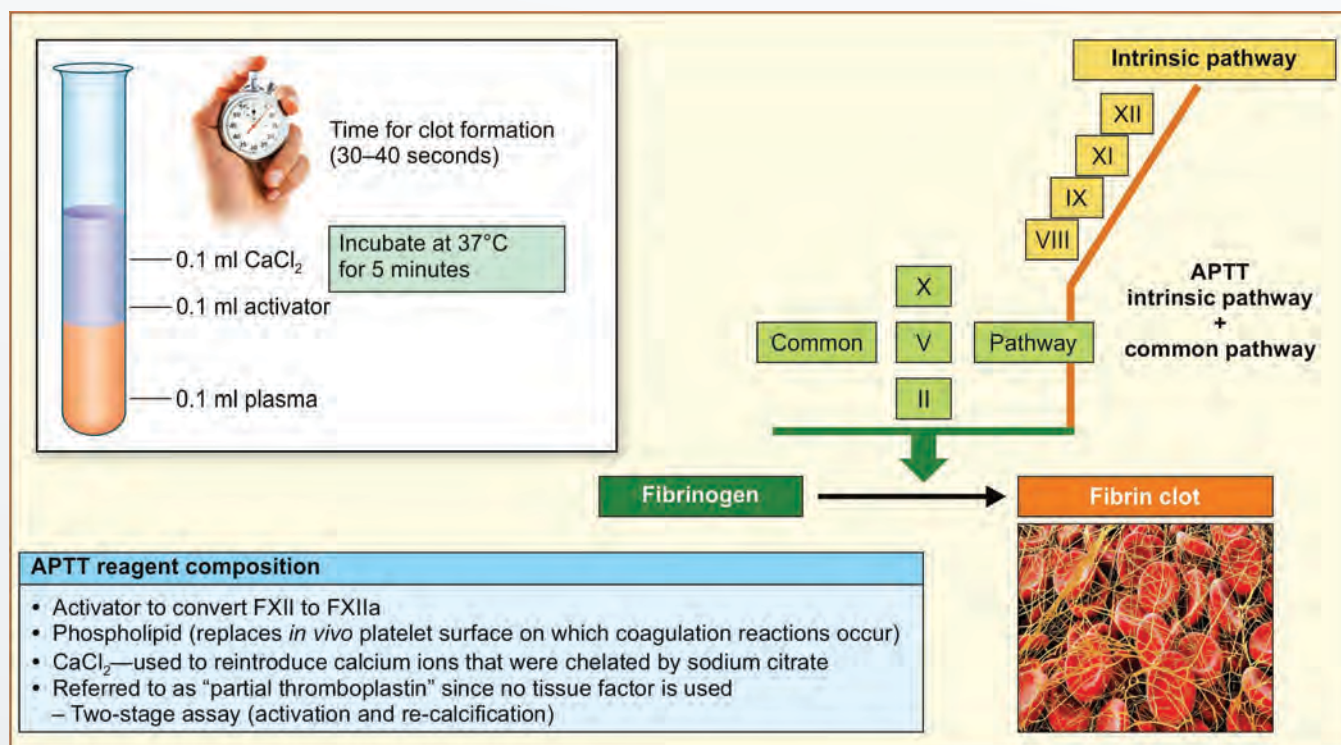 Time for clot formation
(30–40 seconds)
Incubate at 37°C
for 5 minutes
0.1 ml CaCl₂
0.1 ml activator
0.1 ml plasma
Intrinsic pathway
XII
XI
IX
VIII
APTT
intrinsic pathway
+
common pathway
X
Common V Pathway
II
Fibrinogen
Fibrin clot
APTT reagent composition
• Activator to convert FXII to FXIIa
• Phospholipid (replaces in vivo platelet surface on which coagulation reactions occur)
• CaCl₂—used to reintroduce calcium ions that were chelated by sodium citrate
• Referred to as “partial thromboplastin” since no tissue factor is used
– Two-stage assay (activation and re-calcification)